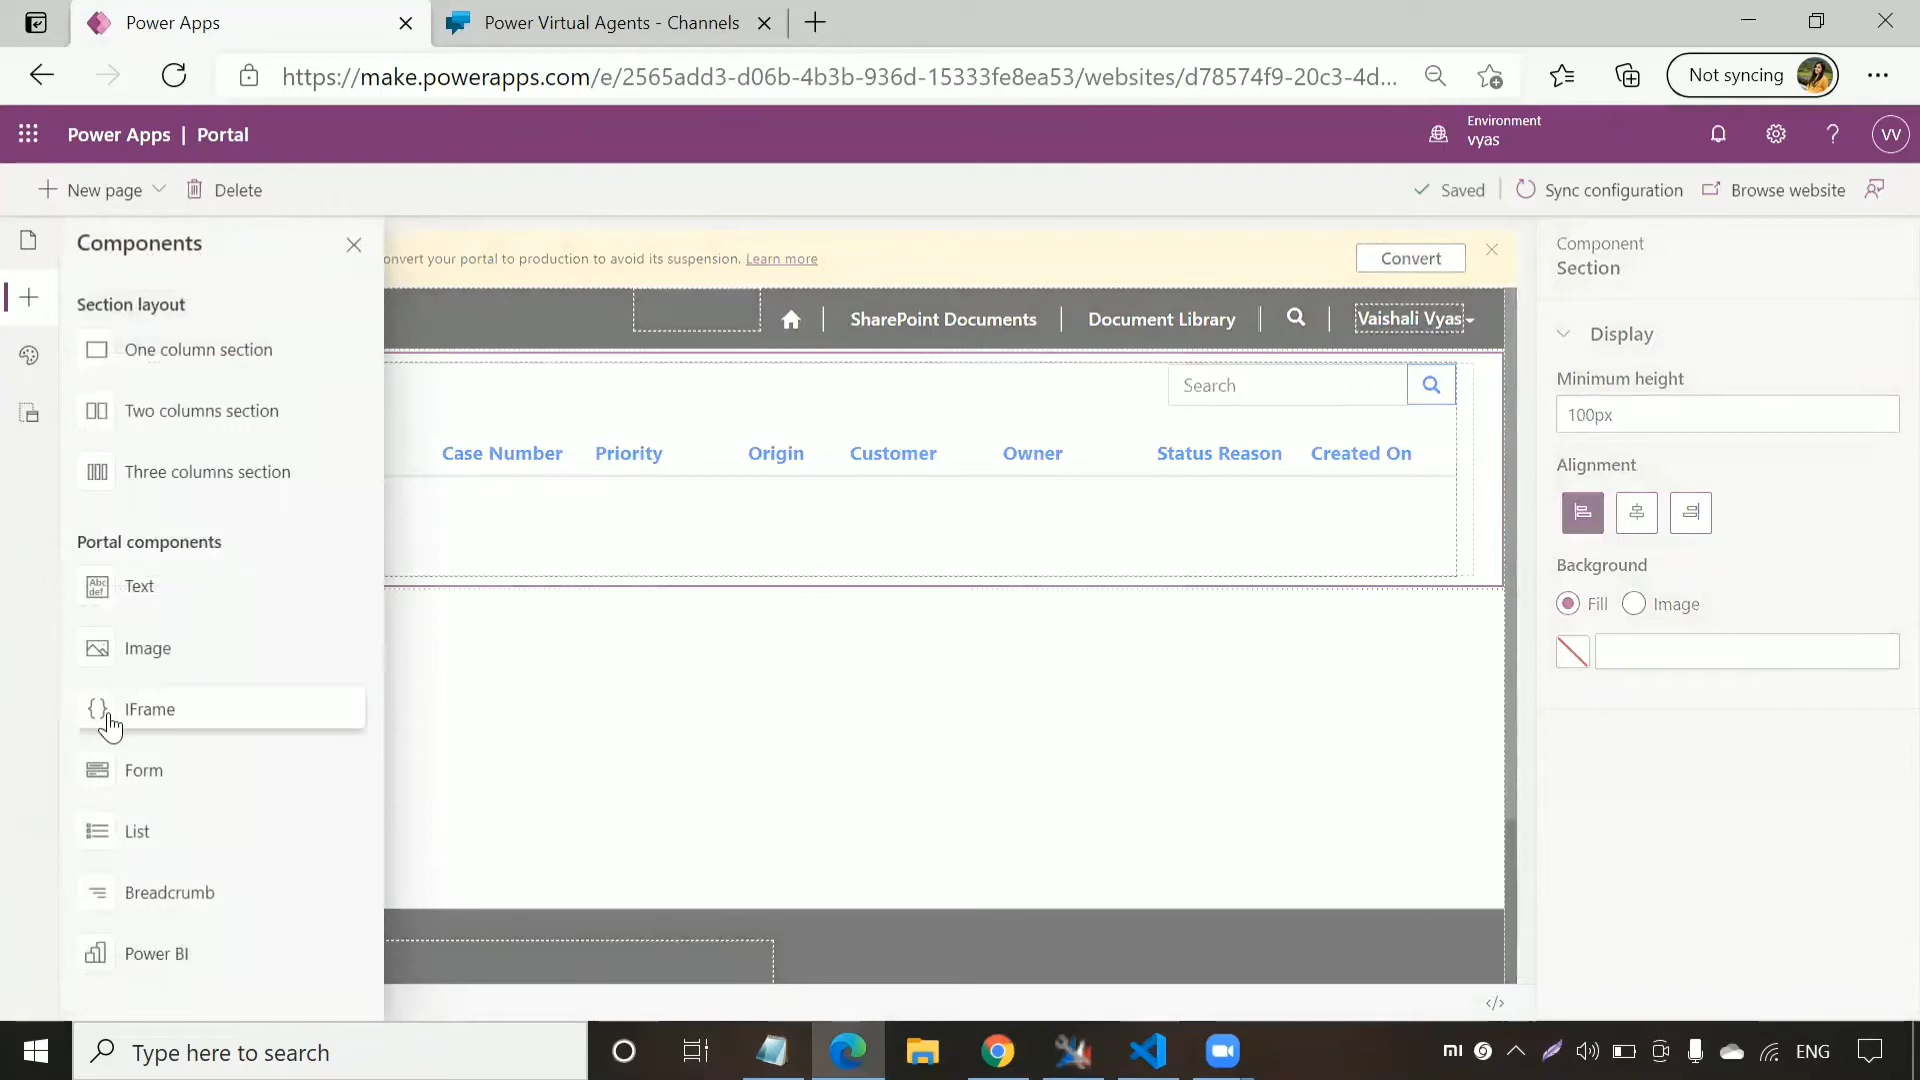 Power Apps
Power Virtual Agents - Channels
https://make.powerapps.com/e/2565add3-d06b-4b3b-936d-15333fe8ea53/websites/d78574f9-20c3-4d...
Not syncing
Power Apps | Portal
Environment
vyas
VV
New page
Delete
Saved
Sync configuration
Browse website
Components
Section layout
One column section
Two columns section
Three columns section
Portal components
Abc
def
Text
Image
IFrame
Form
List
Breadcrumb
Power BI
onvert your portal to production to avoid its suspension. Learn more
Convert
SharePoint Documents
Document Library
Vaishali Vyas
Search
Case Number
Priority
Origin
Customer
Owner
Status Reason
Created On
Component
Section
Display
Minimum height
100px
Alignment
Background
Fill
Image
Type here to search
mi
ENG